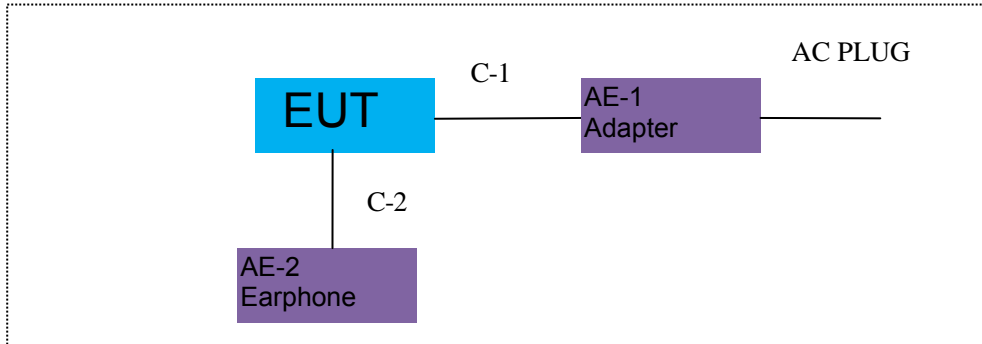 AC PLUG
C-1
EUT
AE-1
Adapter
C-2
AE-2
Earphone